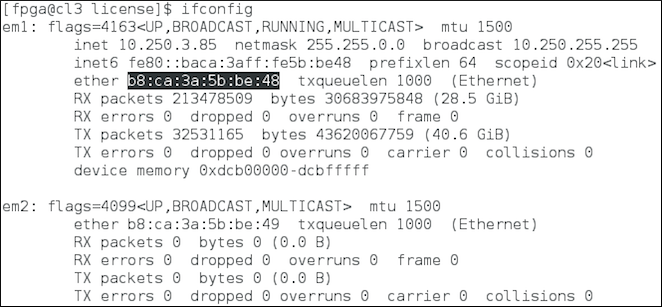 [fpga@cl3 license]$ ifconfig
em1: flags=4163<UP,BROADCAST,RUNNING,MULTICAST>  mtu 1500
inet 10.250.3.85  netmask 255.255.0.0  broadcast 10.250.255.255
inet6 fe80::baca:3aff:fe5b:be48  prefixlen 64  scopeid 0x20<link>
ether b8:ca:3a:5b:be:48  txqueuelen 1000  (Ethernet)
RX packets 213478509  bytes 30683975848 (28.5 GiB)
RX errors 0  dropped 0  overruns 0  frame 0
TX packets 32531165  bytes 43620067759 (40.6 GiB)
TX errors 0  dropped 0 overruns 0  carrier 0  collisions 0
device memory 0xdcb00000-dcbfffff
em2: flags=4099<UP,BROADCAST,MULTICAST>  mtu 1500
ether b8:ca:3a:5b:be:49  txqueuelen 1000  (Ethernet)
RX packets 0  bytes 0 (0.0 B)
RX errors 0  dropped 0  overruns 0  frame 0
TX packets 0  bytes 0 (0.0 B)
TX errors 0  dropped 0 overruns 0  carrier 0  collisions 0